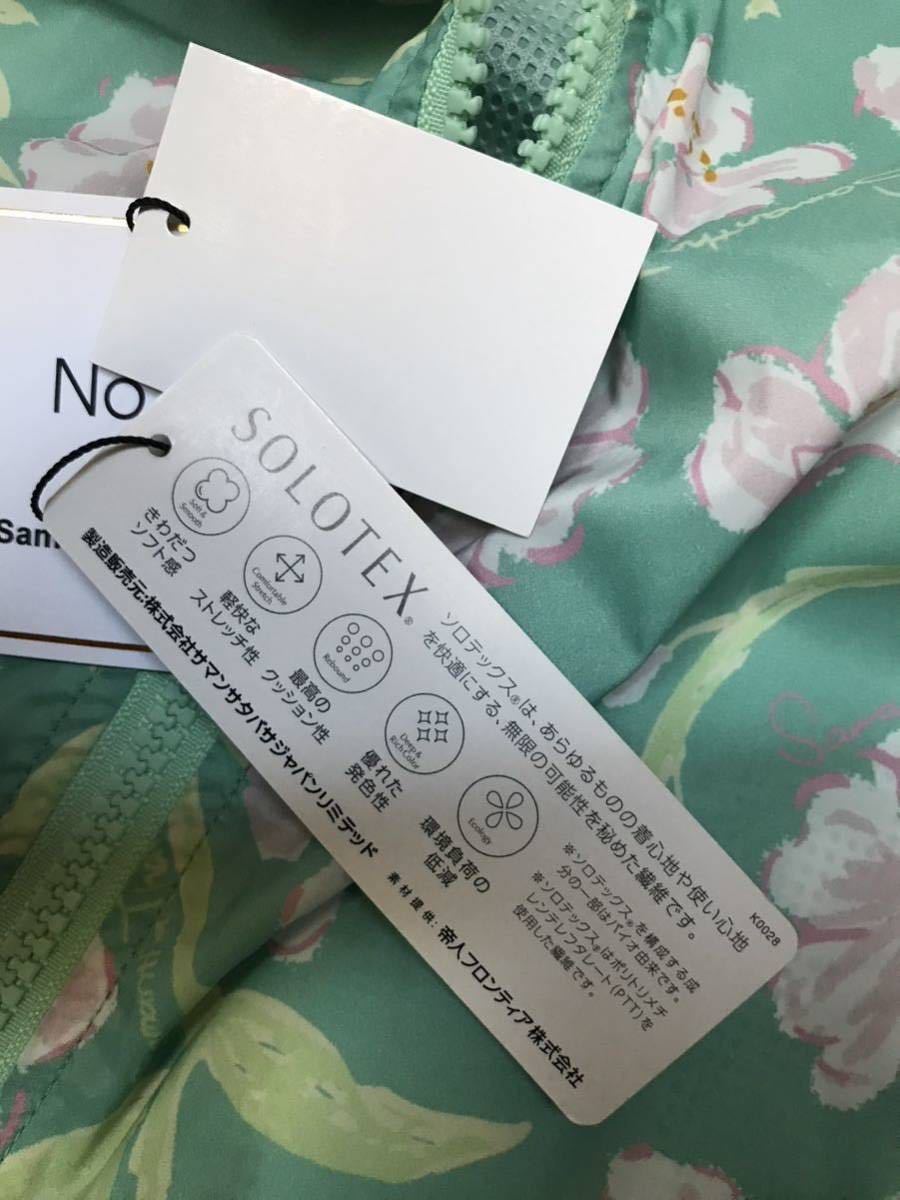 No
Sam
SOLOTEX®
ソロテックス®は、あらゆるものの着心地や使い心地
を快適にする、無限の可能性を秘めた繊維です。
Soft &
Smooth
きわだつ
ソフト感
Comfortable
Stretch
軽快な
ストレッチ性
Rebound
最高の
クッション性
Deep &
Rich Color
優れた
発色性
Ecology
環境負荷の
低減
※ソロテックス®を構成する成
分の一部はバイオ由来です。
※ソロテックス®はポリトリメチ
レンテレフタレート(PTT)を
使用した繊維です。
K0028
製造販売元:株式会社サマンサタバサジャパンリミテッド
素材提供:帝人フロンティア株式会社